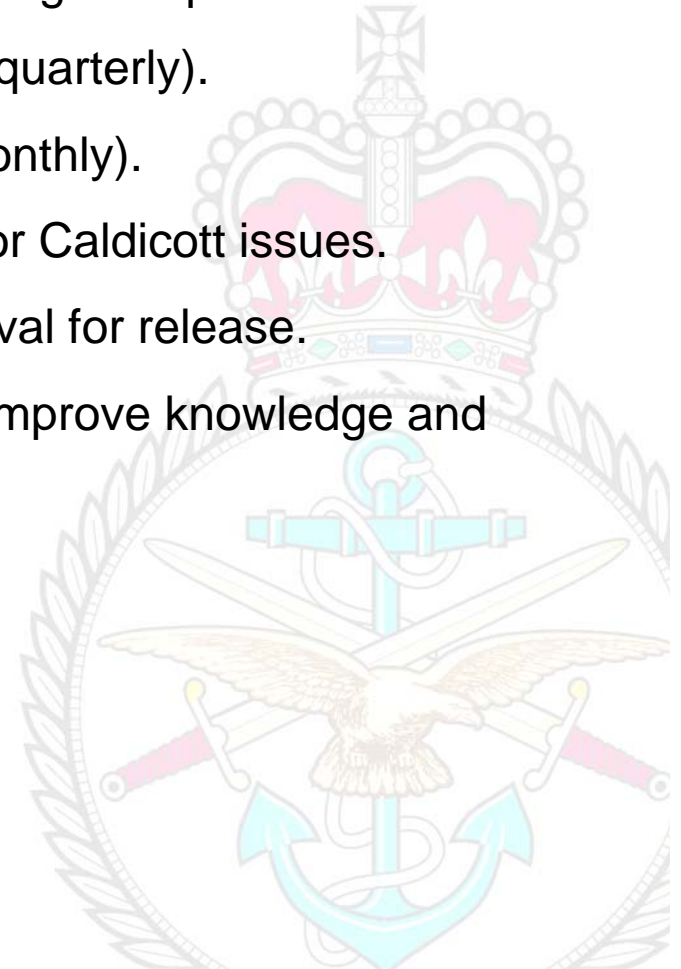 quarterly).
onthly).
or Caldicott issues.
val for release.
mprove knowledge and